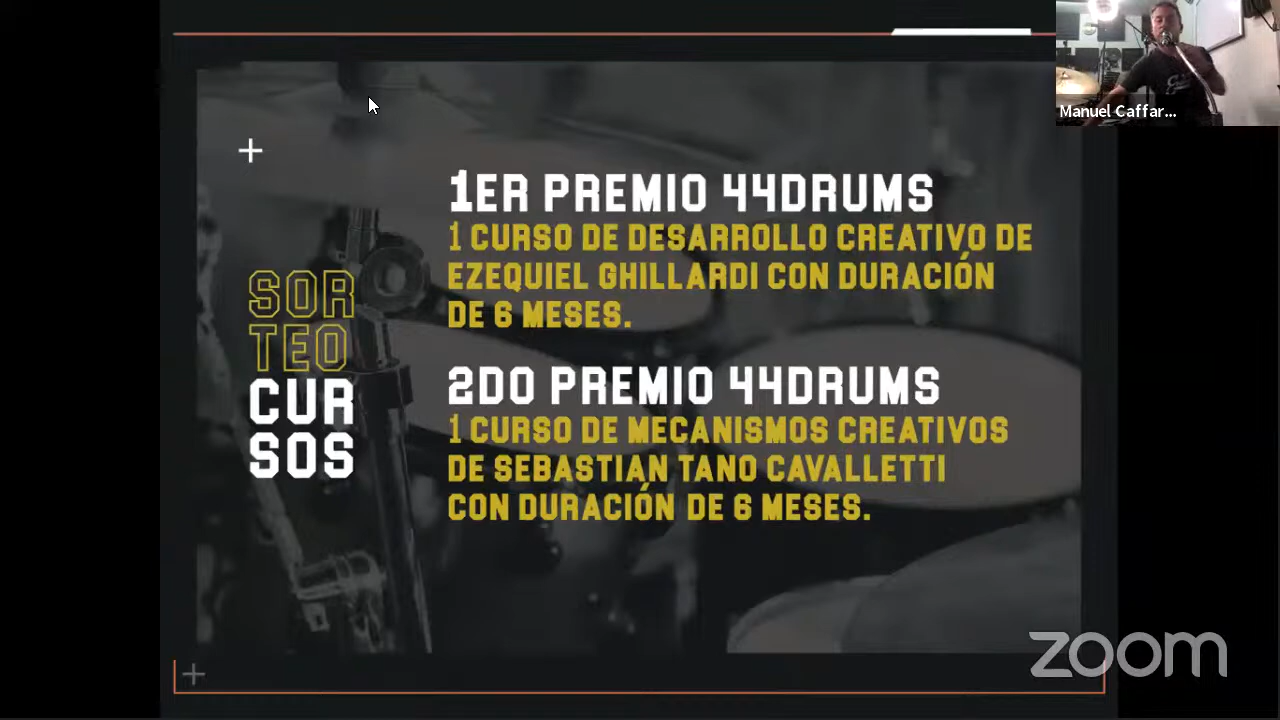 Manuel Caffar...
SOR
TEO
CUR
SOS
1ER PREMIO 44DRUMS
1 CURSO DE DESARROLLO CREATIVO DE
EZEQUIEL GHILLARDI CON DURACIÓN
DE 6 MESES.
2DO PREMIO 44DRUMS
1 CURSO DE MECANISMOS CREATIVOS
DE SEBASTIAN TANO CAVALLETTI
CON DURACIÓN DE 6 MESES.
zoom